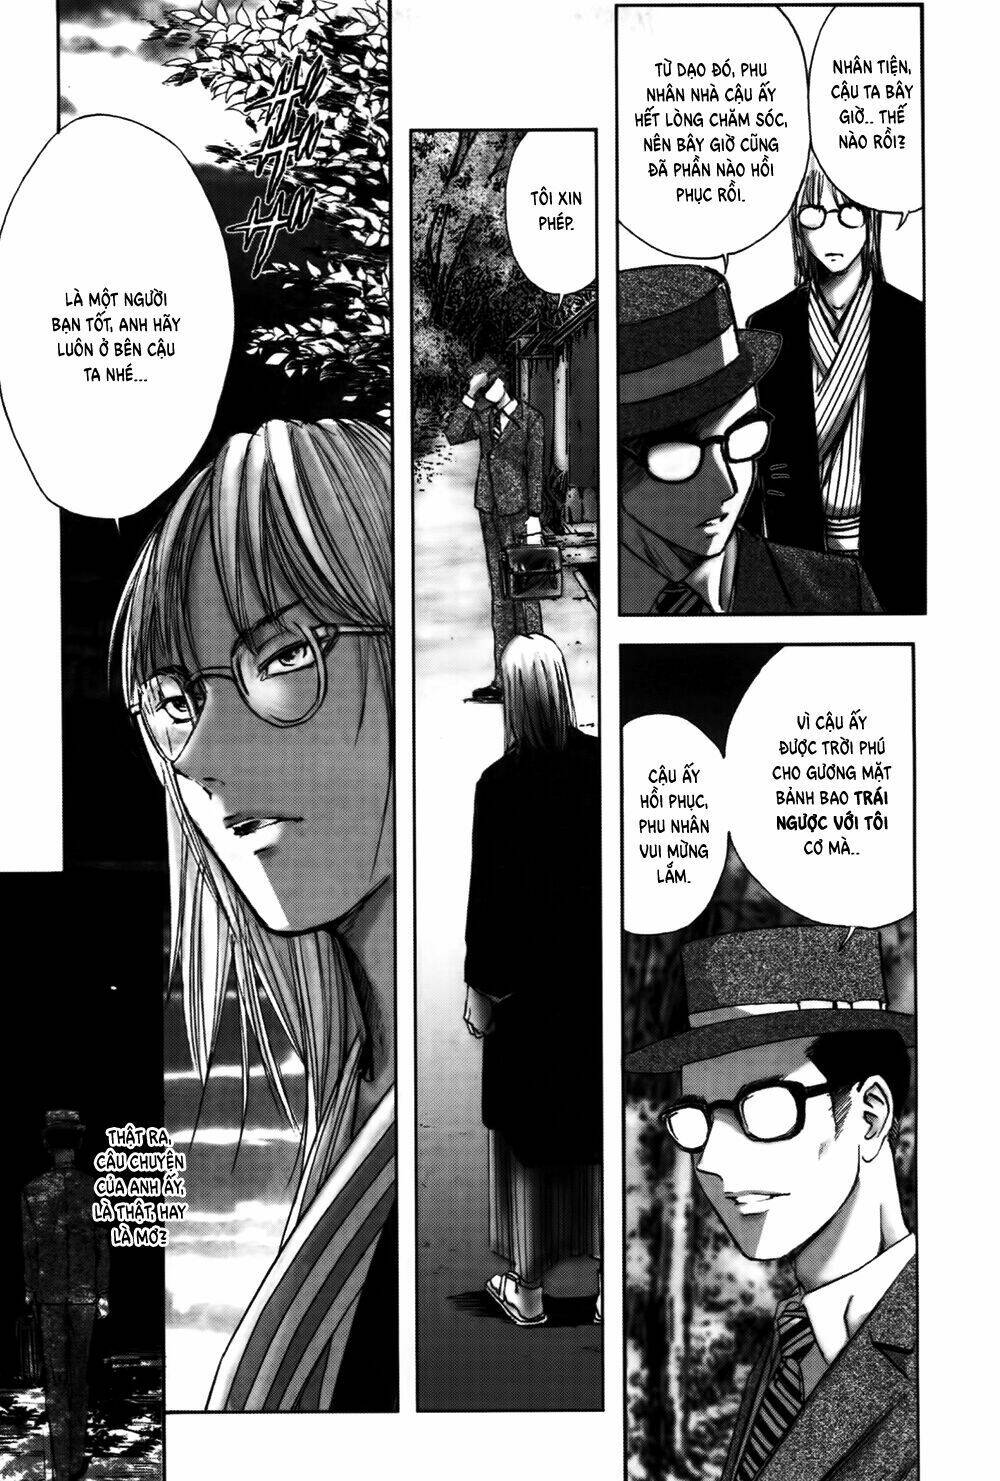 NHÂN TIỆN,
CẬU TA BÂY
GIỜ.. THẾ
NÀO RỒI?
TỪ DẠO ĐÓ, PHU
NHÂN NHÀ CẬU ẤY
HẾT LÒNG CHĂM SÓC,
NÊN BÂY GIỜ CŨNG
ĐÃ PHẦN NÀO HỒI
PHỤC RỒI.
VÌ CẬU ẤY
ĐƯỢC TRỜI PHÚ
CHO GƯƠNG MẶT
BẢNH BAO TRÁI
NGƯỢC VỚI TÔI
CƠ MÀ..
CẬU ẤY
HỒI PHỤC,
PHU NHÂN
VUI MỪNG
LẮM.
TÔI XIN
PHÉP.
ザザザザ
LÀ MỘT NGƯỜI
BẠN TỐT, ANH HÃY
LUÔN Ở BÊN CẬU
TA NHÉ...
THẬT RA,
CÂU CHUYỆN
CỦA ANH ẤY,
LÀ THẬT, HAY
LÀ MƠ?